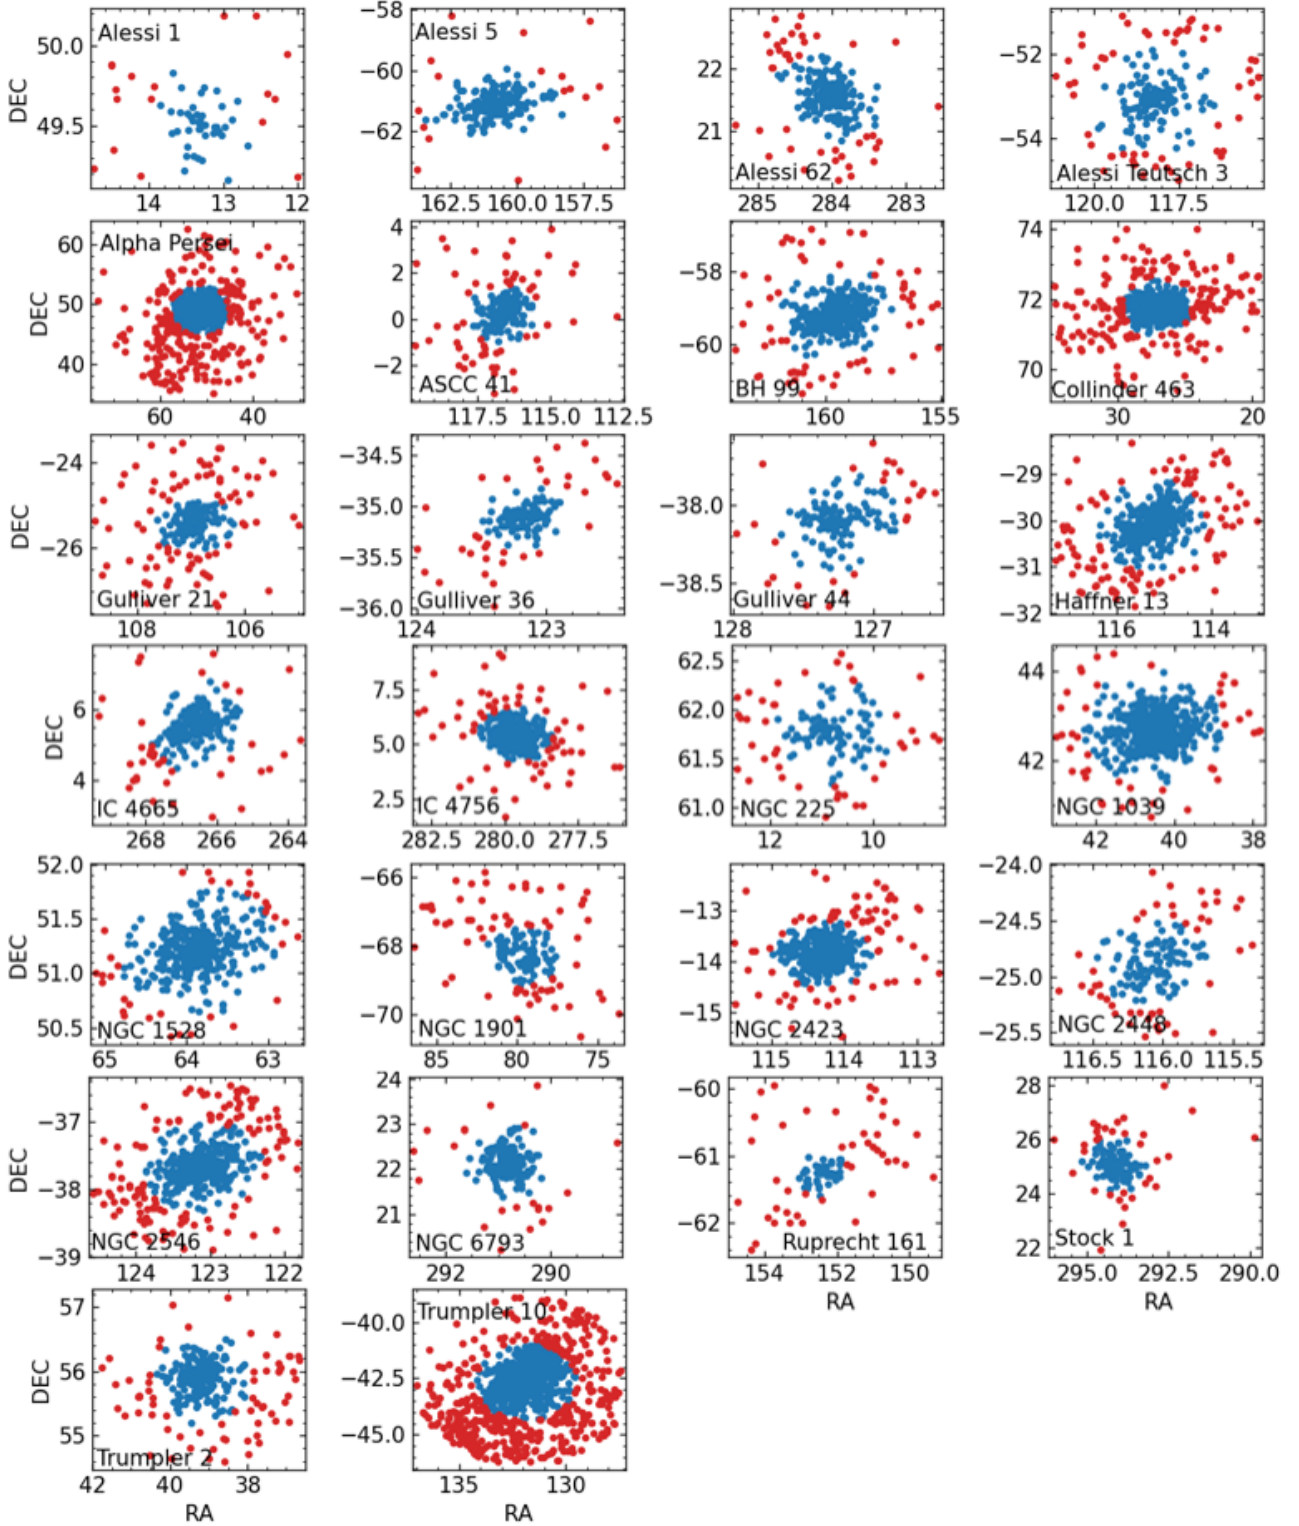 Alessi 1
50.0
49.5
DEC
14 13 12
Alessi 5
−58
−60
−62
162.5 160.0 157.5
Alessi 62
22
21
285 284 283
Alessi Teutsch 3
−52
−54
120.0 117.5
Alpha Persei
60
50
40
DEC
60 40
ASCC 41
4
2
0
−2
117.5 115.0 112.5
BH 99
−58
−60
160 155
Collinder 463
74
72
70
30 20
Gulliver 21
−24
−26
DEC
108 106
Gulliver 36
−34.5
−35.0
−35.5
−36.0
124 123
Gulliver 44
−38.0
−38.5
128 127
Haffner 13
−29
−30
−31
−32
116 114
IC 4665
6
4
DEC
268 266 264
IC 4756
7.5
5.0
2.5
282.5 280.0 277.5
NGC 225
62.5
62.0
61.5
61.0
12 10
NGC 1039
44
42
42 40 38
NGC 1528
52.0
51.5
51.0
50.5
DEC
65 64 63
NGC 1901
−66
−68
−70
85 80 75
NGC 2423
−13
−14
−15
115 114 113
NGC 2448
−24.0
−24.5
−25.0
−25.5
116.5 116.0 115.5
NGC 2546
−37
−38
−39
DEC
124 123 122
NGC 6793
24
23
22
21
292 290
Ruprecht 161
−60
−61
−62
154 152 150
RA
Stock 1
28
26
24
22
295.0 292.5 290.0
RA
Trumpler 2
57
56
55
DEC
42 40 38
RA
Trumpler 10
−40.0
−42.5
−45.0
135 130
RA